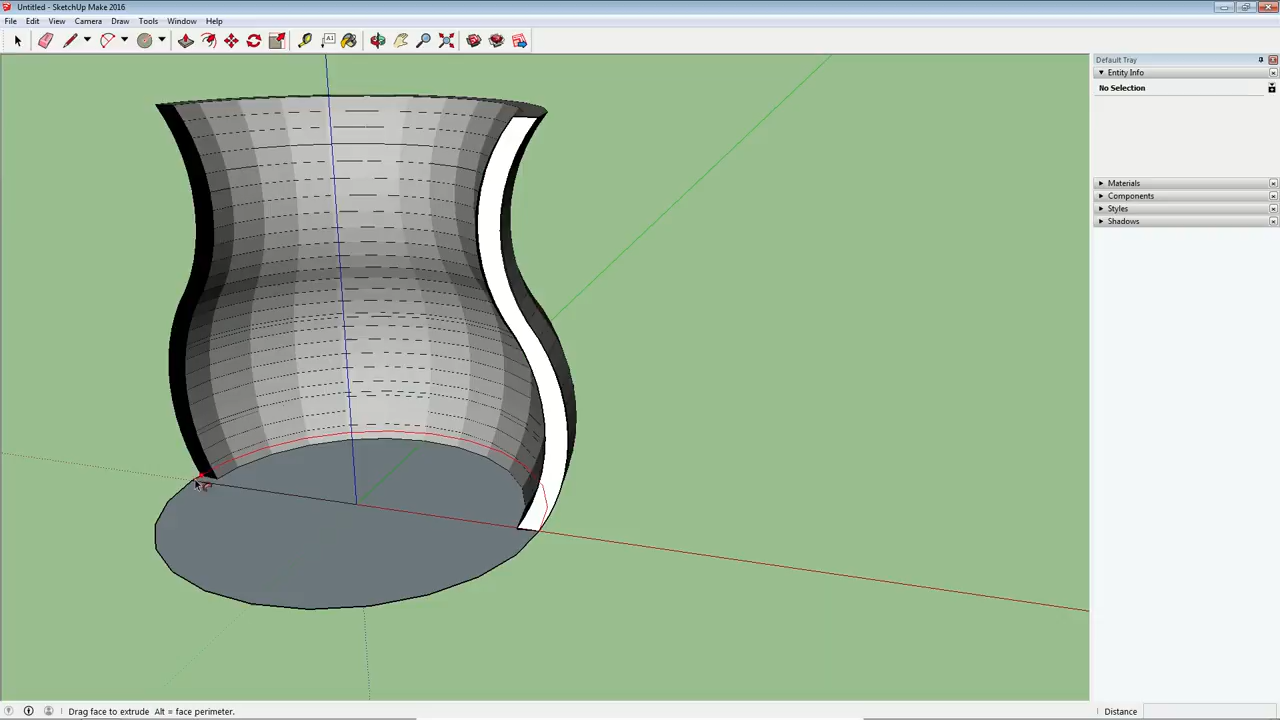 Untitled - SketchUp Make 2016
File Edit View Camera Draw Tools Window Help
Default Tray
Entity Info
No Selection
Materials
Components
Styles
Shadows
Drag face to extrude Alt = face perimeter.
Distance